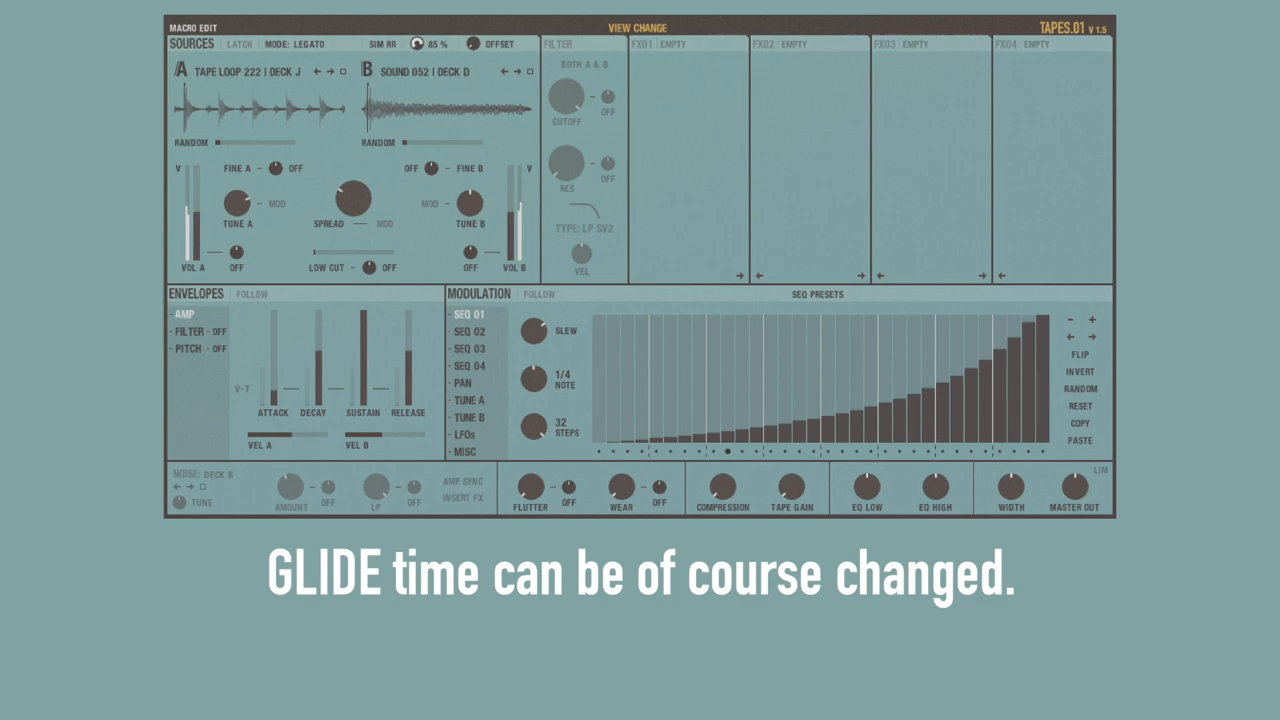 MACRO EDIT
VIEW CHANGE
TAPES.01 V 1.5
SOURCES | LATCH | MODE: LEGATO
SIM RR 85 % OFFSET
A TAPE LOOP 222 | DECK J
B SOUND 052 | DECK D
RANDOM
RANDOM
V FINE A - OFF
OFF - FINE B V
TUNE A - MOD
SPREAD — MOD
MOD - TUNE B
VOL A OFF
LOW CUT - OFF
OFF VOL B
FILTER
BOTH A & B
CUTOFF - OFF
RES - OFF
TYPE: LP SV2
VEL
FX01 | EMPTY
FX02 | EMPTY
FX03 | EMPTY
FX04 | EMPTY
ENVELOPES | FOLLOW
- AMP
- FILTER - OFF
- PITCH - OFF
V-T
ATTACK DECAY SUSTAIN RELEASE
VEL A VEL B
MODULATION | FOLLOW
SEQ PRESETS
- SEQ 01
- SEQ 02
- SEQ 03
- SEQ 04
- PAN
- TUNE A
- TUNE B
- LFOs
- MISC
SLEW
1/4
NOTE
32
STEPS
- +
← →
FLIP
INVERT
RANDOM
RESET
COPY
PASTE
NOISE: DECK B
TUNE
AMOUNT - OFF
LP - OFF
AMP SYNC
INSERT FX
FLUTTER - OFF
WEAR - OFF
COMPRESSION
TAPE GAIN
EQ LOW
EQ HIGH
WIDTH
MASTER OUT
LIM
GLIDE time can be of course changed.